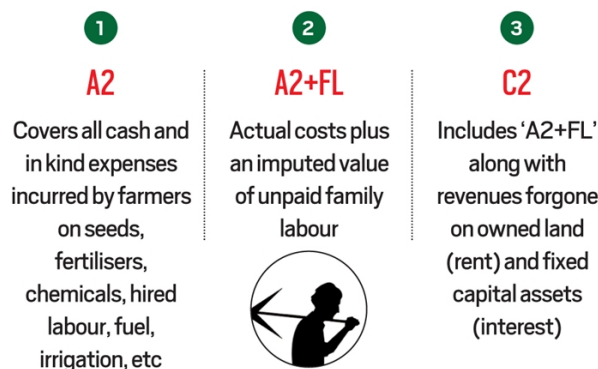 1
A2
Covers all cash and
in kind expenses
incurred by farmers
on seeds,
fertilisers,
chemicals, hired
labour, fuel,
irrigation, etc
2
A2+FL
Actual costs plus
an imputed value
of unpaid family
labour
3
C2
Includes ‘A2+FL’
along with
revenues forgone
on owned land
(rent) and fixed
capital assets
(interest)